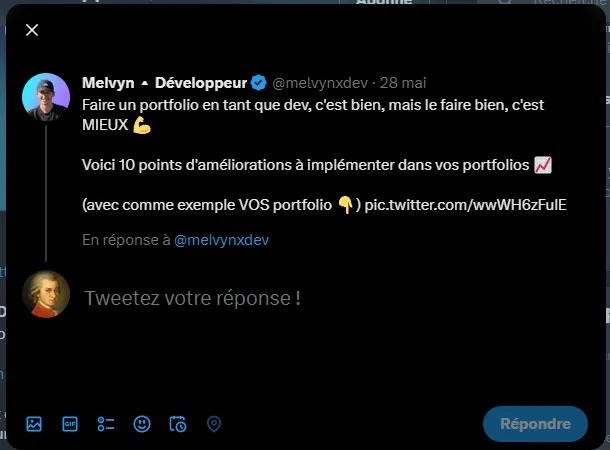 Abonné
Recherche
Melvyn ▲ Développeur @melvynxdev · 28 mai
Faire un portfolio en tant que dev, c'est bien, mais le faire bien, c'est
MIEUX 💪
Voici 10 points d'améliorations à implémenter dans vos portfolios 📈
(avec comme exemple VOS portfolio 👇) pic.twitter.com/wwWH6zFulE
En réponse à @melvynxdev
Tweetez votre réponse !
GIF
Répondre